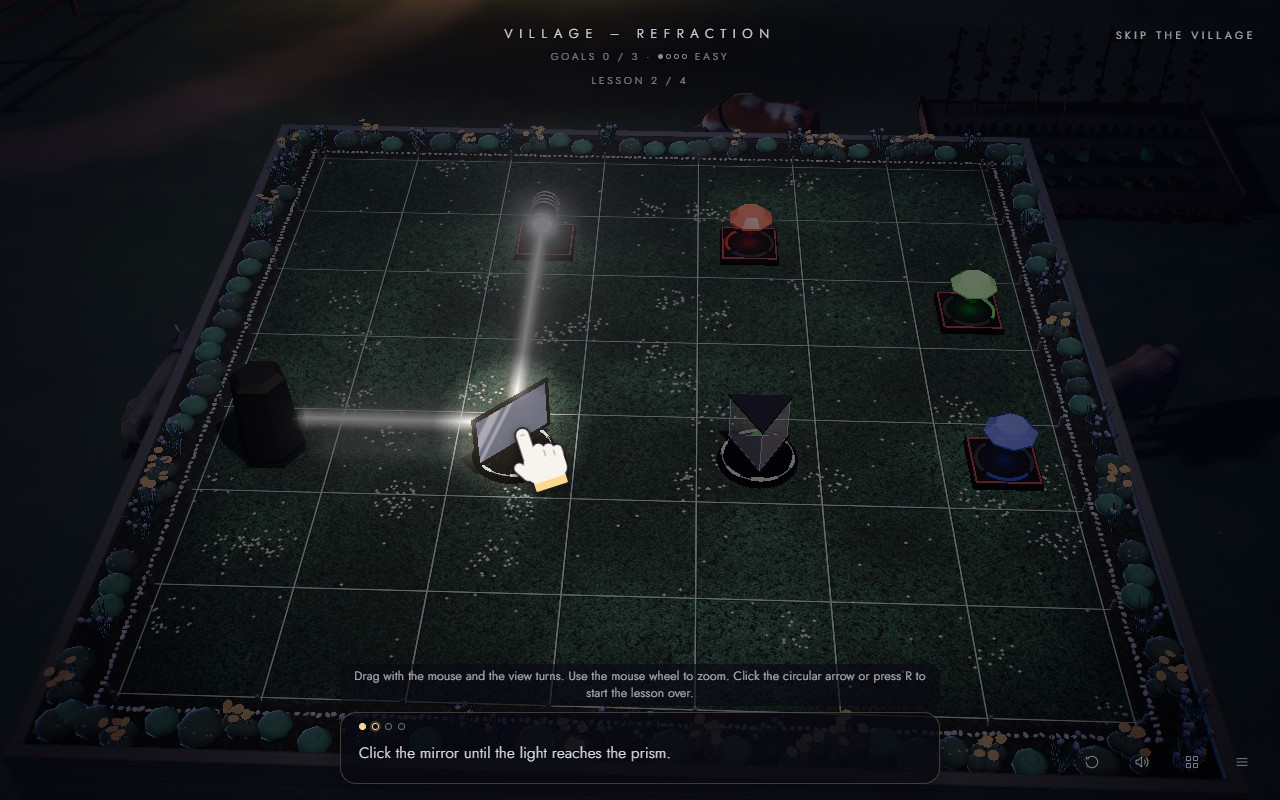 VILLAGE — REFRACTION
GOALS 0 / 3 · ●○○○ EASY
LESSON 2 / 4
SKIP THE VILLAGE
Drag with the mouse and the view turns. Use the mouse wheel to zoom. Click the circular arrow or press R to
start the lesson over.
Click the mirror until the light reaches the prism.